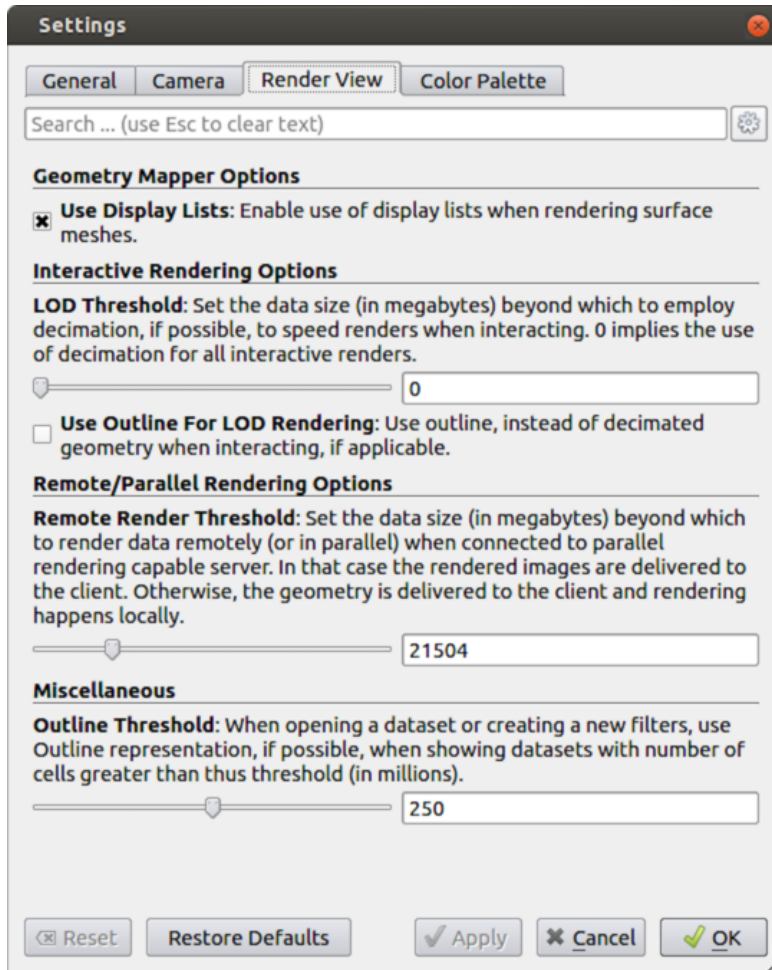 Settings
General Camera Render View Color Palette
Search ... (use Esc to clear text)
Geometry Mapper Options
Use Display Lists: Enable use of display lists when rendering surface
meshes.
Interactive Rendering Options
LOD Threshold: Set the data size (in megabytes) beyond which to employ
decimation, if possible, to speed renders when interacting. 0 implies the use
of decimation for all interactive renders.
0
Use Outline For LOD Rendering: Use outline, instead of decimated
geometry when interacting, if applicable.
Remote/Parallel Rendering Options
Remote Render Threshold: Set the data size (in megabytes) beyond which
to render data remotely (or in parallel) when connected to parallel
rendering capable server. In that case the rendered images are delivered to
the client. Otherwise, the geometry is delivered to the client and rendering
happens locally.
21504
Miscellaneous
Outline Threshold: When opening a dataset or creating a new filters, use
Outline representation, if possible, when showing datasets with number of
cells greater than thus threshold (in millions).
250
Reset Restore Defaults Apply Cancel OK